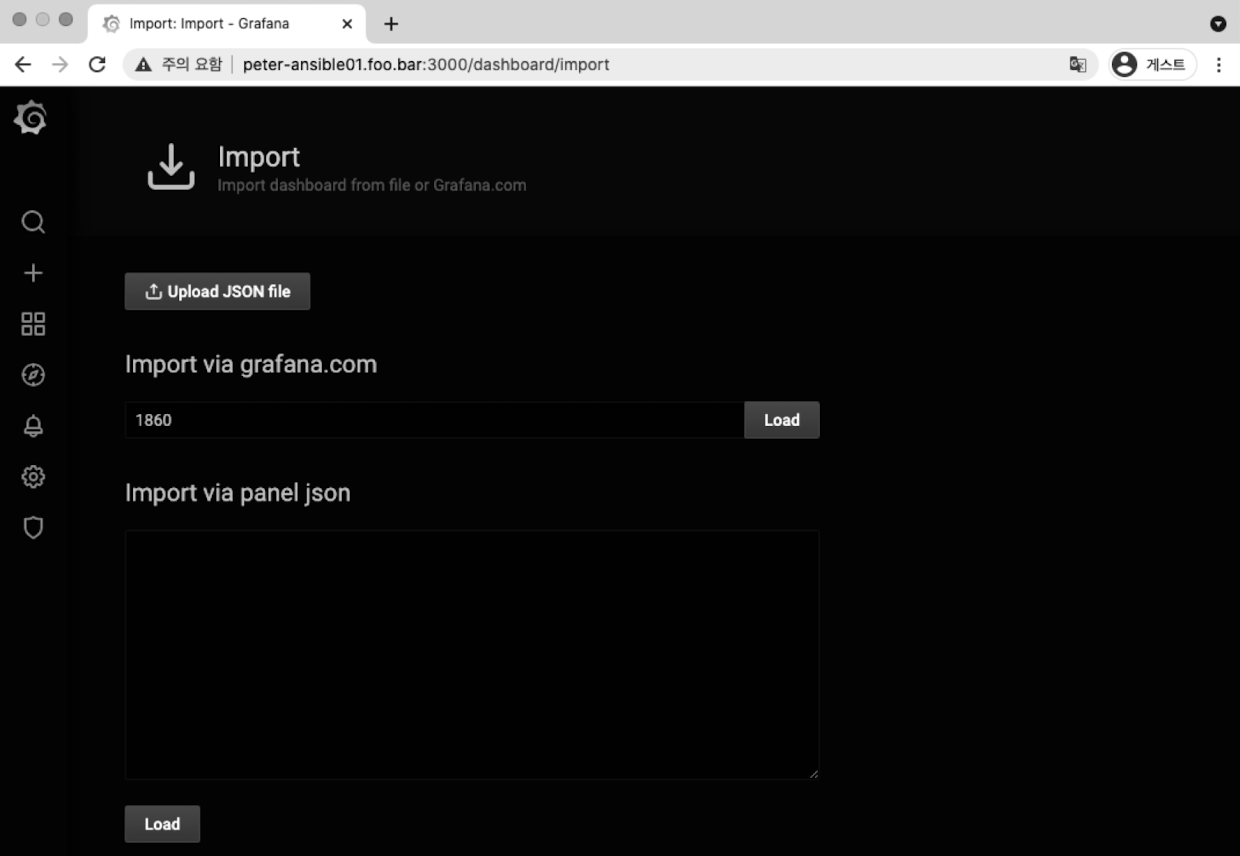 Import: Import - Grafana
주의 요함
peter-ansible01.foo.bar:3000/dashboard/import
게스트
Import
Import dashboard from file or Grafana.com
Upload JSON file
Import via grafana.com
1860
Load
Import via panel json
Load